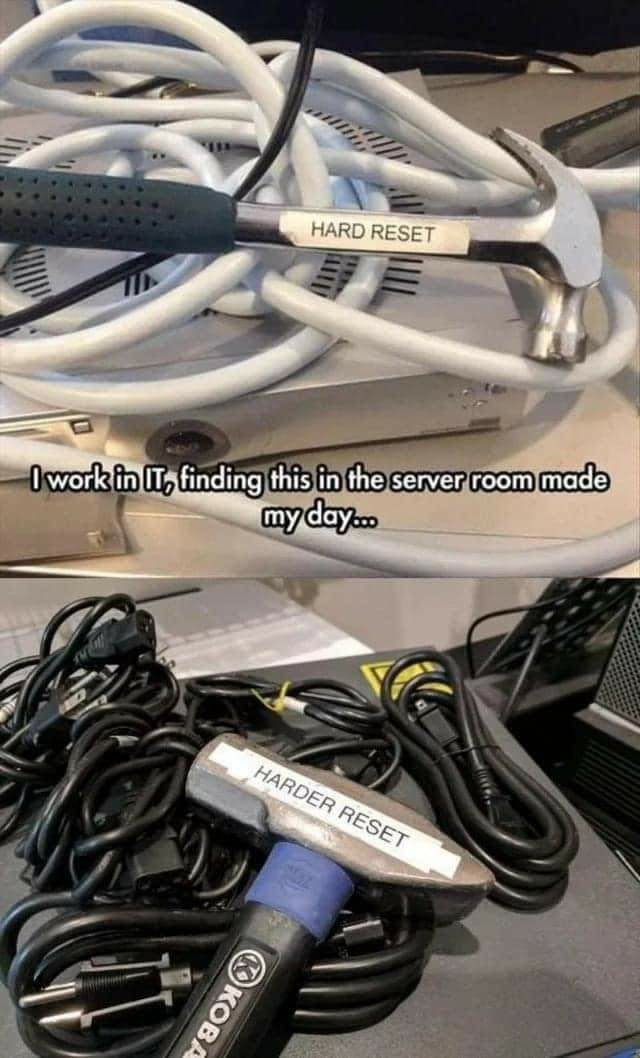 HARD RESET
I work in IT, finding this in the server room made
my day...
HARDER RESET
KOBA